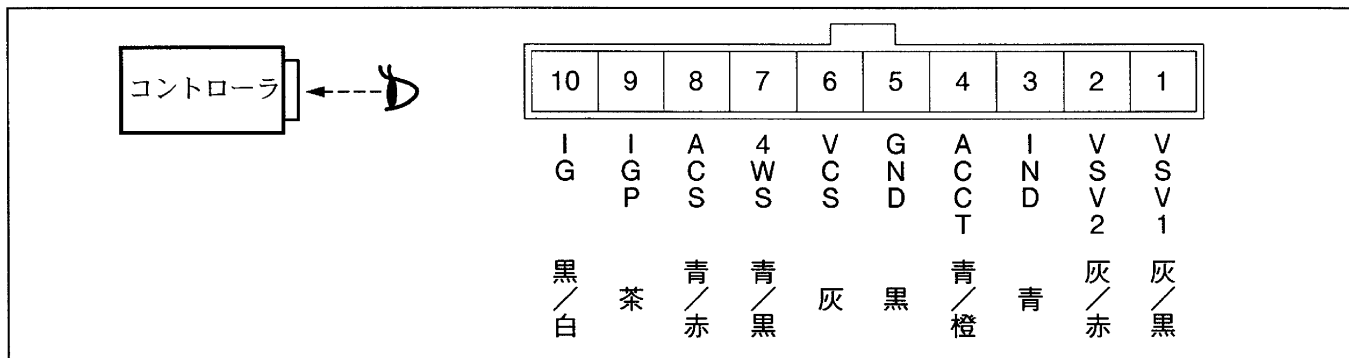 コントローラ
10 9 8 7 6 5 4 3 2 1
IG IGP ACS 4WS VCS GND ACCT IND VSV2 VSV1
黒/白 茶 青/赤 青/黒 灰 黒 青/橙 青 灰/赤 灰/黒